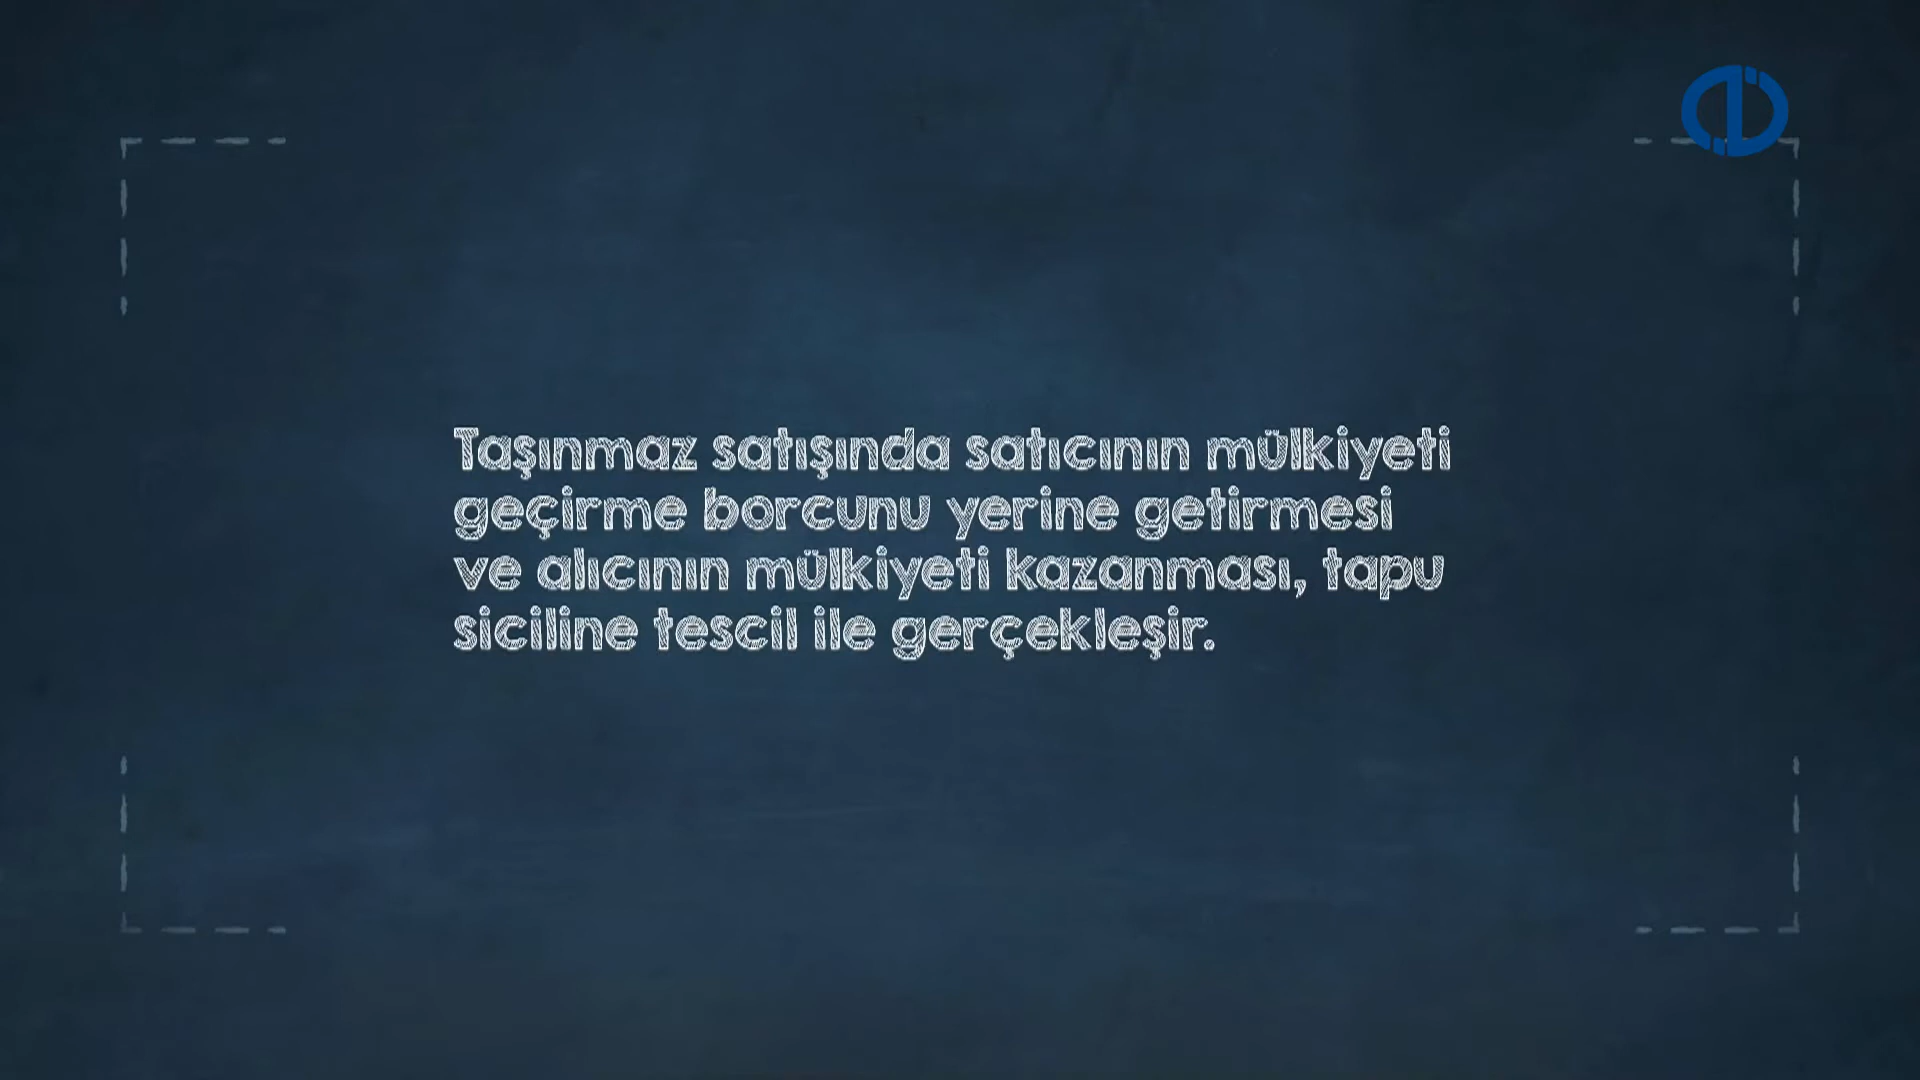 Taşınmaz satışında satıcının mülkiyeti
geçirme borcunu yerine getirmesi
ve alıcının mülkiyeti kazanması, tapu
siciline tescil ile gerçekleşir.